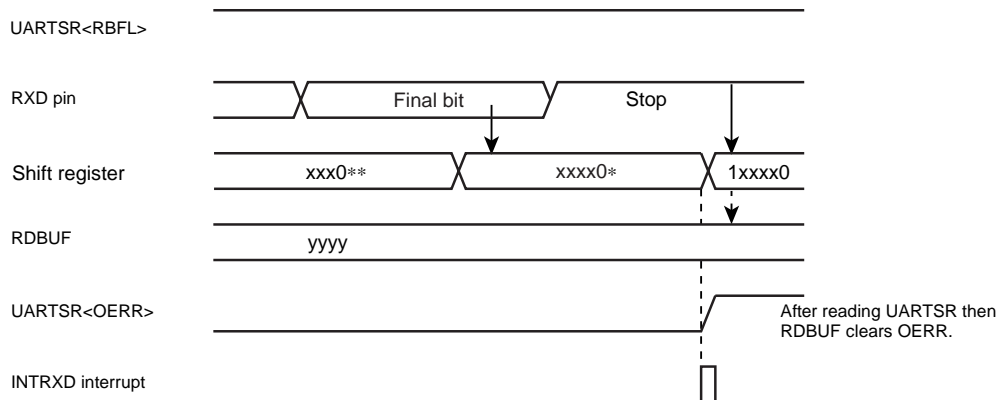 UARTSR<RBFL>
RXD pin
Final bit
Stop
Shift register
xxx0**
xxxx0*
1xxxx0
RDBUF
yyyy
UARTSR<OERR>
After reading UARTSR then
RDBUF clears OERR.
INTRXD interrupt